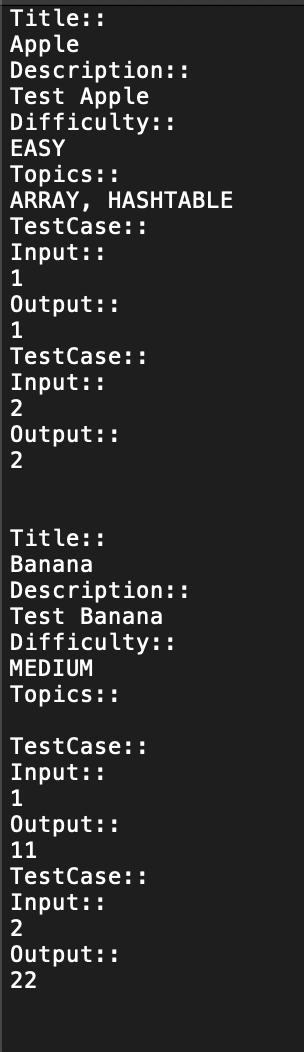 Title::
Apple
Description::
Test Apple
Difficulty::
EASY
Topics::
ARRAY, HASHTABLE
TestCase::
Input::
1
Output::
1
TestCase::
Input::
2
Output::
2
Title::
Banana
Description::
Test Banana
Difficulty::
MEDIUM
Topics::
TestCase::
Input::
1
Output::
11
TestCase::
Input::
2
Output::
22